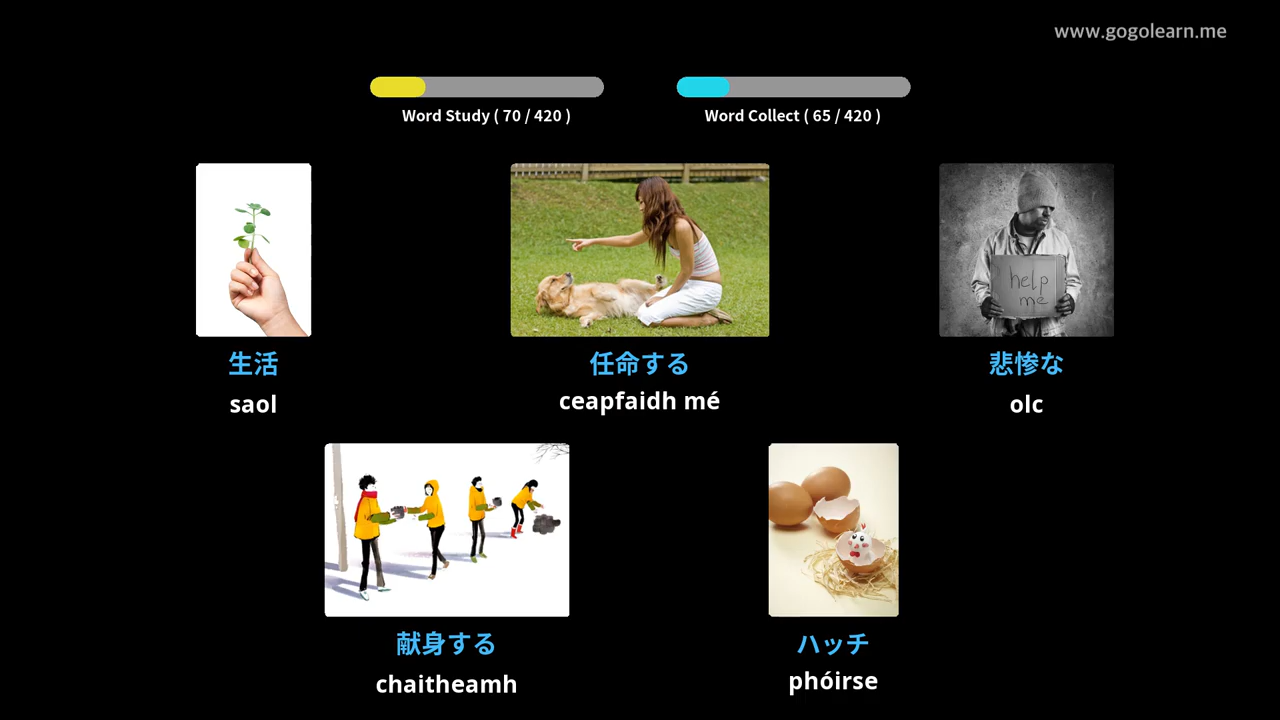 www.gogolearn.me
Word Study ( 70 / 420 )
Word Collect ( 65 / 420 )
help
me
生活
任命する
悲惨な
saol
ceapfaidh mé
olc
献身する
ハッチ
chaitheamh
phóirse